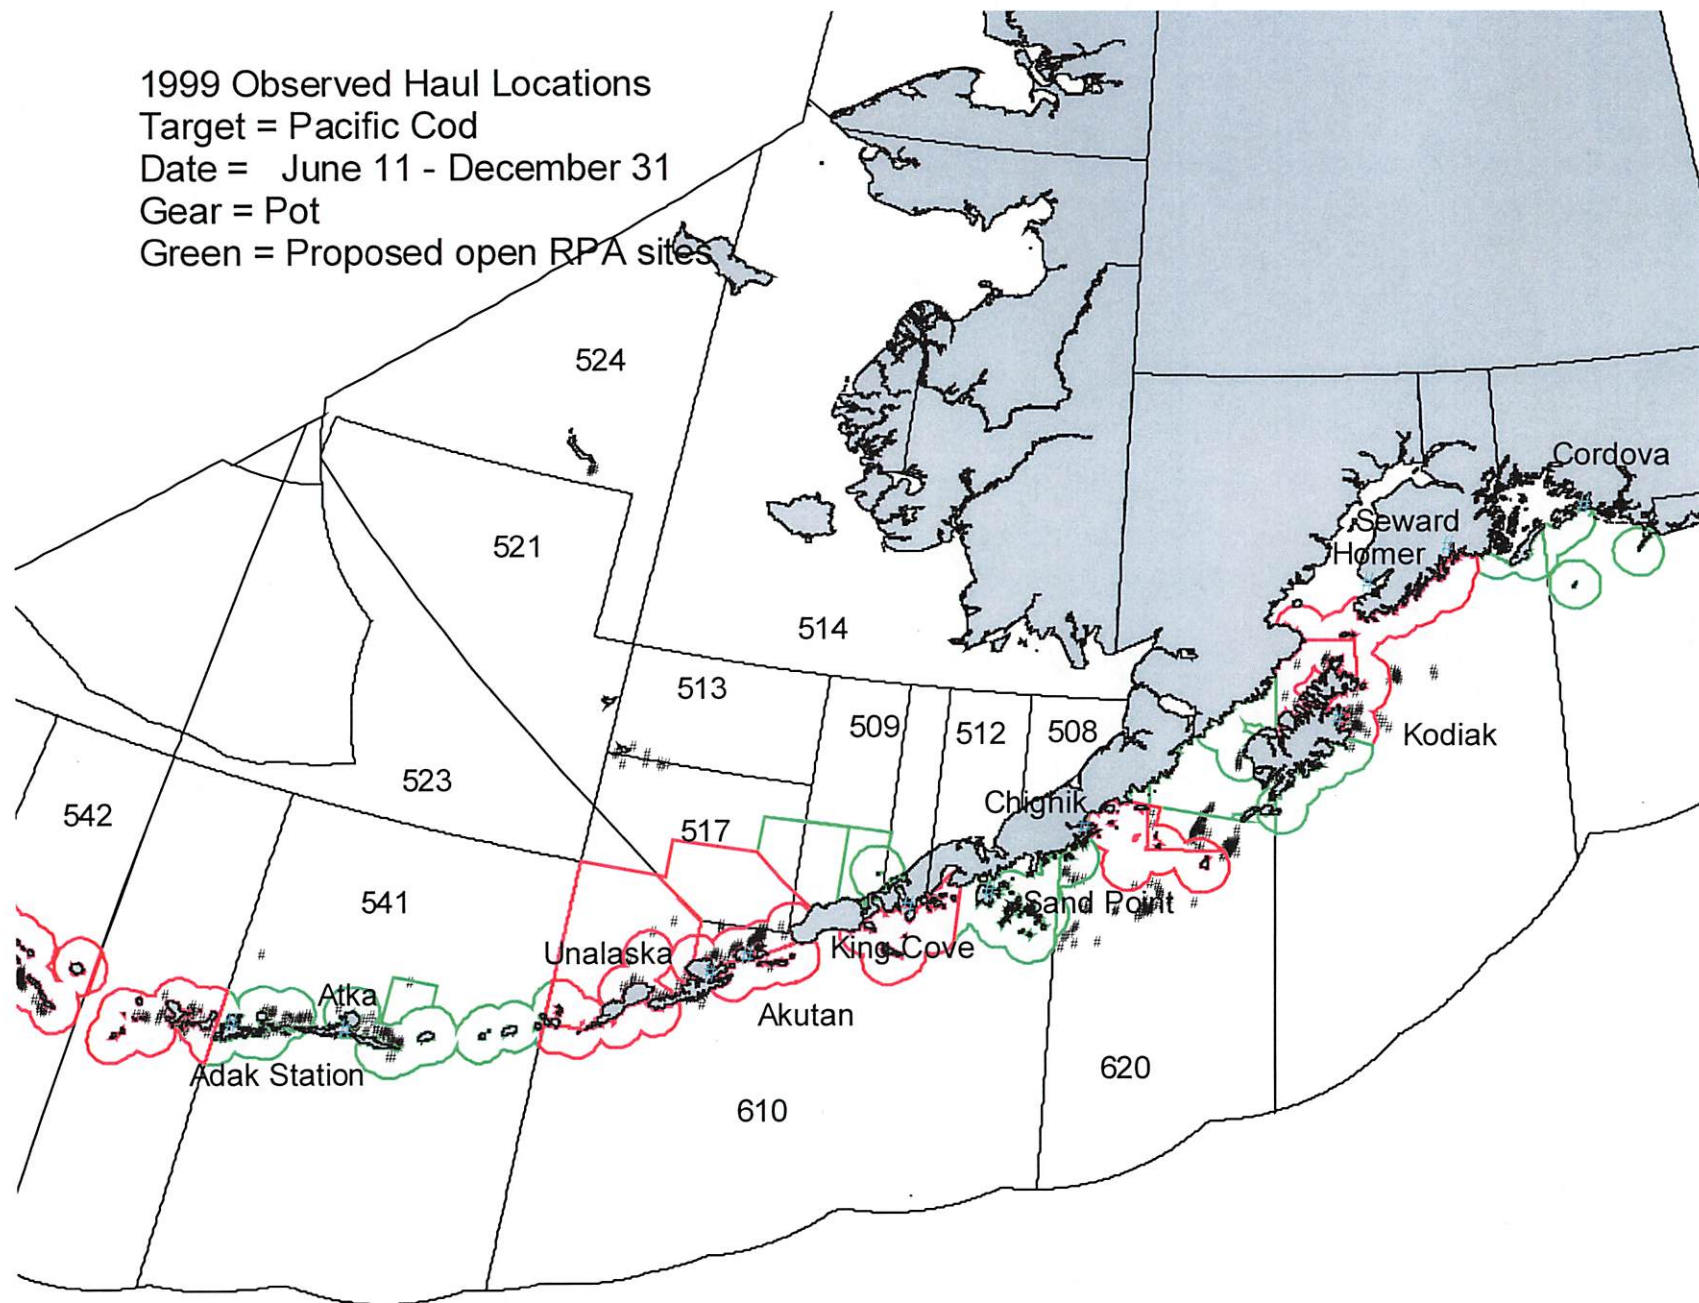 1999 Observed Haul Locations
Target = Pacific Cod
Date = June 11 - December 31
Gear = Pot
Green = Proposed open RPA sites
524
Cordova
Seward
521
Homer
514
513
509
512
508
Kodiak
523
Chignik
542
517
541
Sand Point
Unalaska
King Cove
Atka
Akutan
Adak Station
620
610